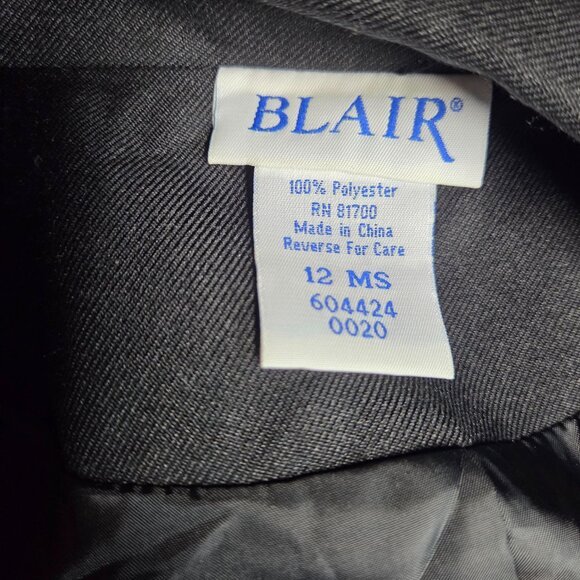 BLAIR®
100% Polyester
RN 81700
Made in China
Reverse For Care
12 MS
604424
0020